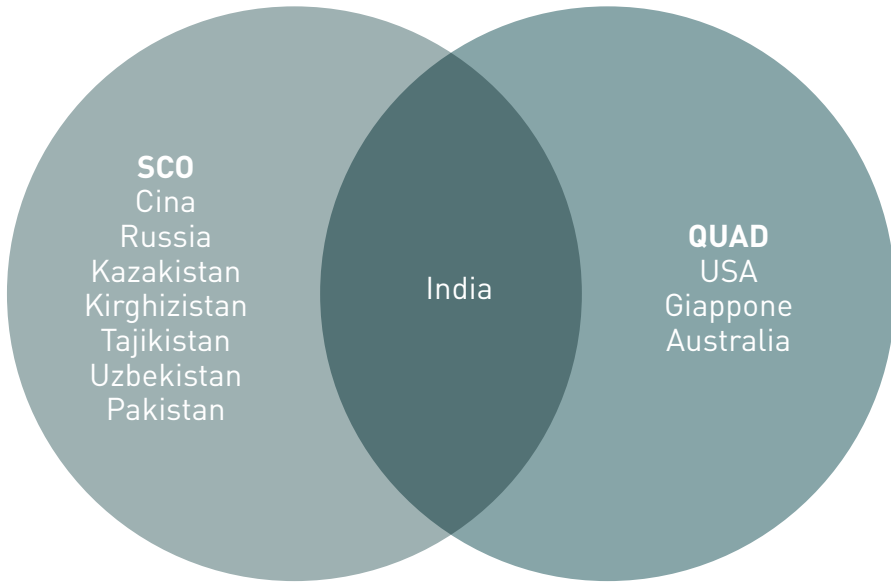 SCO
Cina
Russia
Kazakistan
Kirghizistan
Tajikistan
Uzbekistan
Pakistan
India
QUAD
USA
Giappone
Australia